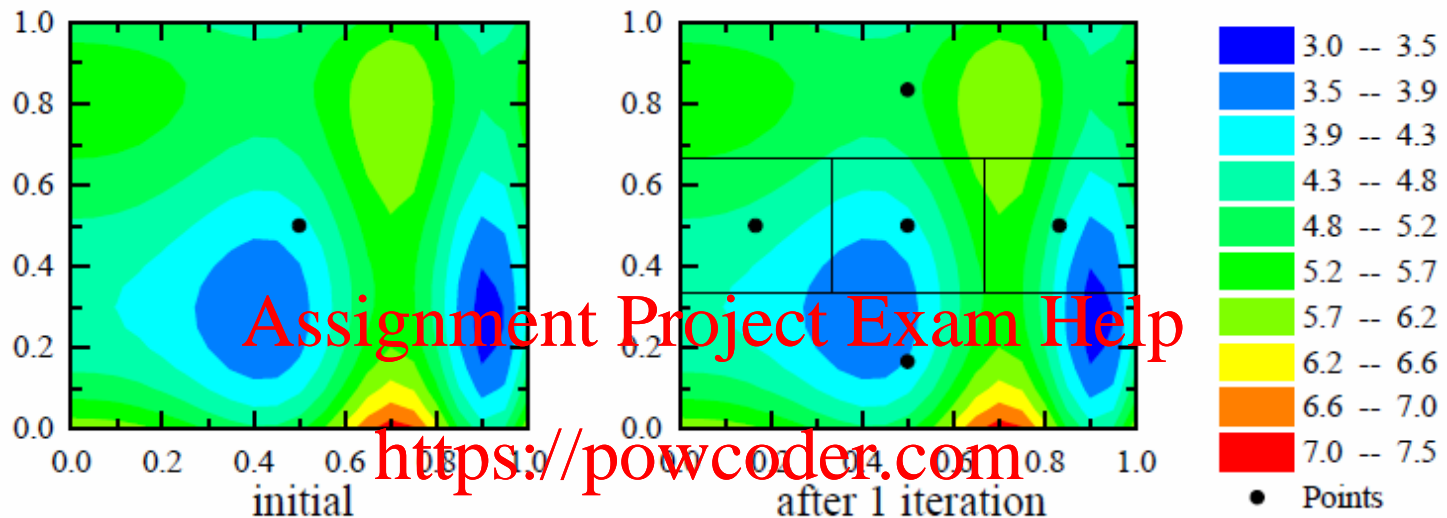 1.0
0.8
0.6
0.4
0.2
0.0
0.0 0.2 0.4 0.6 0.8 1.0
initial
1.0
0.8
0.6
0.4
0.2
0.0
0.0 0.2 0.4 0.6 0.8 1.0
after 1 iteration
3.0 -- 3.5
3.5 -- 3.9
3.9 -- 4.3
4.3 -- 4.8
4.8 -- 5.2
5.2 -- 5.7
5.7 -- 6.2
6.2 -- 6.6
6.6 -- 7.0
7.0 -- 7.5
Points
Assignment Project Exam Help
https://powcoder.com